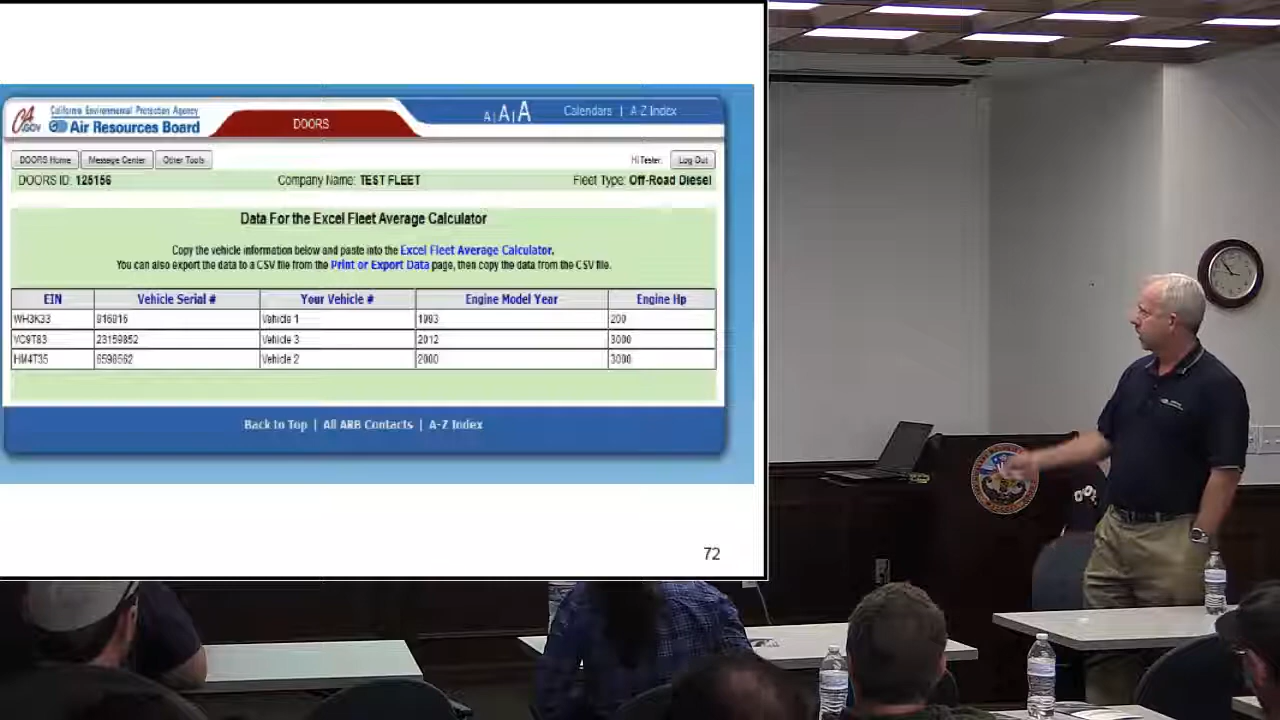 CA
.GOV
California Environmental Protection Agency
Air Resources Board
DOORS
A | A | A
Calendars | A-Z Index
DOORS Home
Message Center
Other Tools
Hi Tester.
Log Out
DOORS ID: 125156
Company Name: TEST FLEET
Fleet Type: Off-Road Diesel
Data For the Excel Fleet Average Calculator
Copy the vehicle information below and paste into the Excel Fleet Average Calculator.
You can also export the data to a CSV file from the Print or Export Data page, then copy the data from the CSV file.
EIN Vehicle Serial # Your Vehicle # Engine Model Year Engine Hp
WH3K33 916916 Vehicle 1 1993 200
VC9T83 23159852 Vehicle 3 2012 3000
HM4T35 6598562 Vehicle 2 2000 3000
Back to Top | All ARB Contacts | A-Z Index
72